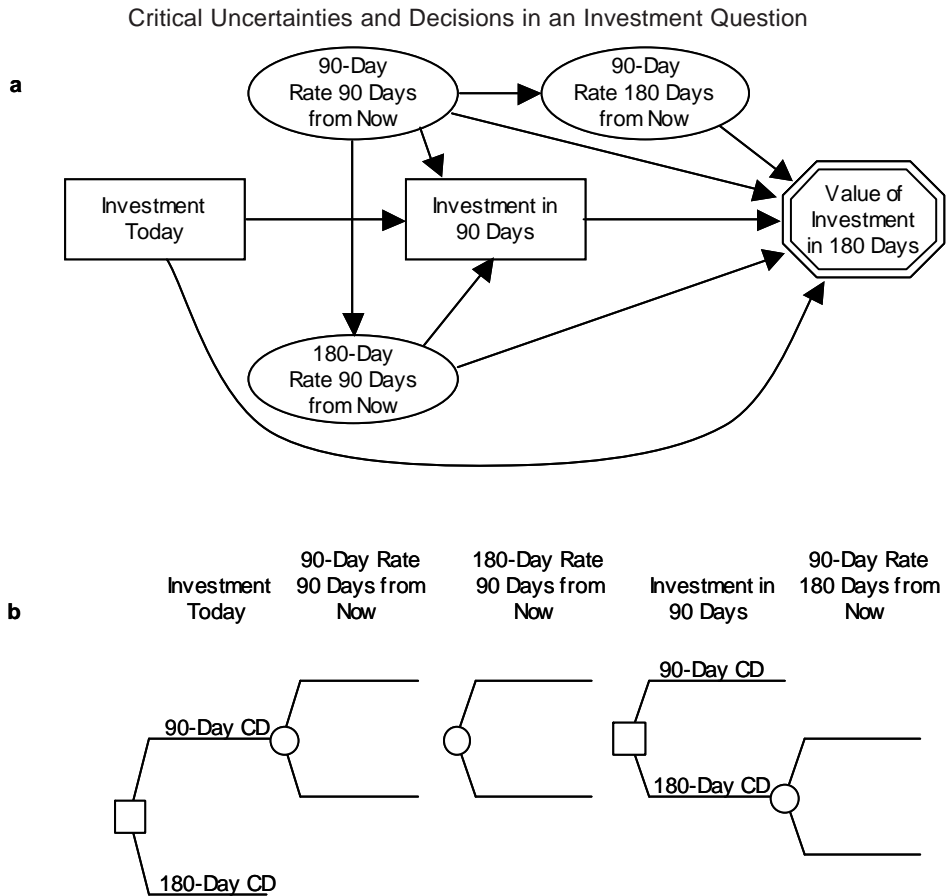 Critical Uncertainties and Decisions in an Investment Question
a
90-Day
Rate 90 Days
from Now
90-Day
Rate 180 Days
from Now
Investment
Today
Investment in
90 Days
Value of
Investment
in 180 Days
180-Day
Rate 90 Days
from Now
b
Investment
Today
90-Day Rate
90 Days from
Now
180-Day Rate
90 Days from
Now
Investment in
90 Days
90-Day Rate
180 Days from
Now
90-Day CD
180-Day CD
90-Day CD
180-Day CD